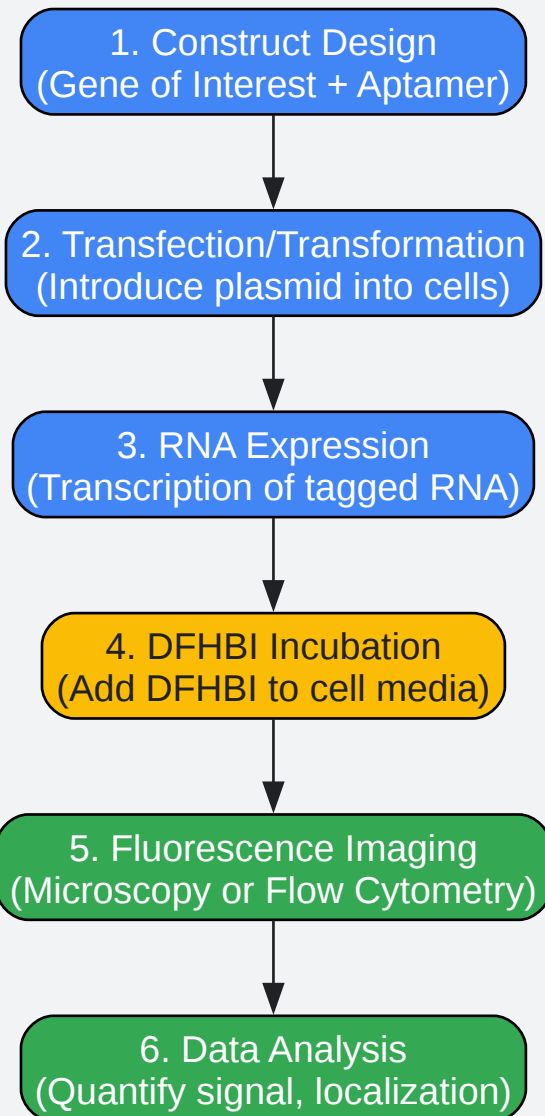 1. Construct Design
(Gene of Interest + Aptamer)
2. Transfection/Transformation
(Introduce plasmid into cells)
3. RNA Expression
(Transcription of tagged RNA)
4. DFHBI Incubation
(Add DFHBI to cell media)
5. Fluorescence Imaging
(Microscopy or Flow Cytometry)
6. Data Analysis
(Quantify signal, localization)